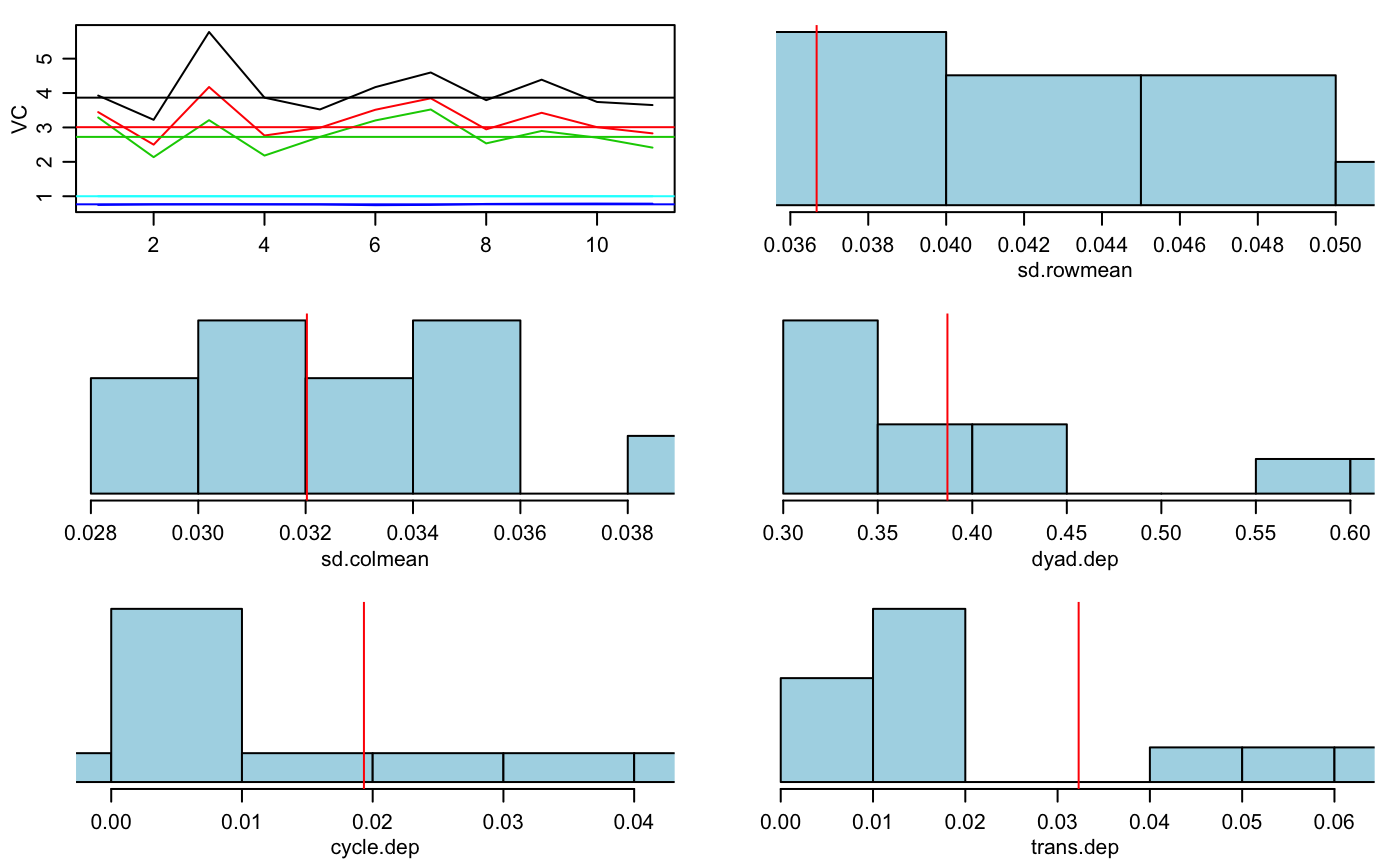 VC
5
4
3
2
1
2 4 6 8 10
0.036 0.038 0.040 0.042 0.044 0.046 0.048 0.050
sd.rowmean
0.028 0.030 0.032 0.034 0.036 0.038
sd.colmean
0.30 0.35 0.40 0.45 0.50 0.55 0.60
dyad.dep
0.00 0.01 0.02 0.03 0.04
cycle.dep
0.00 0.01 0.02 0.03 0.04 0.05 0.06
trans.dep